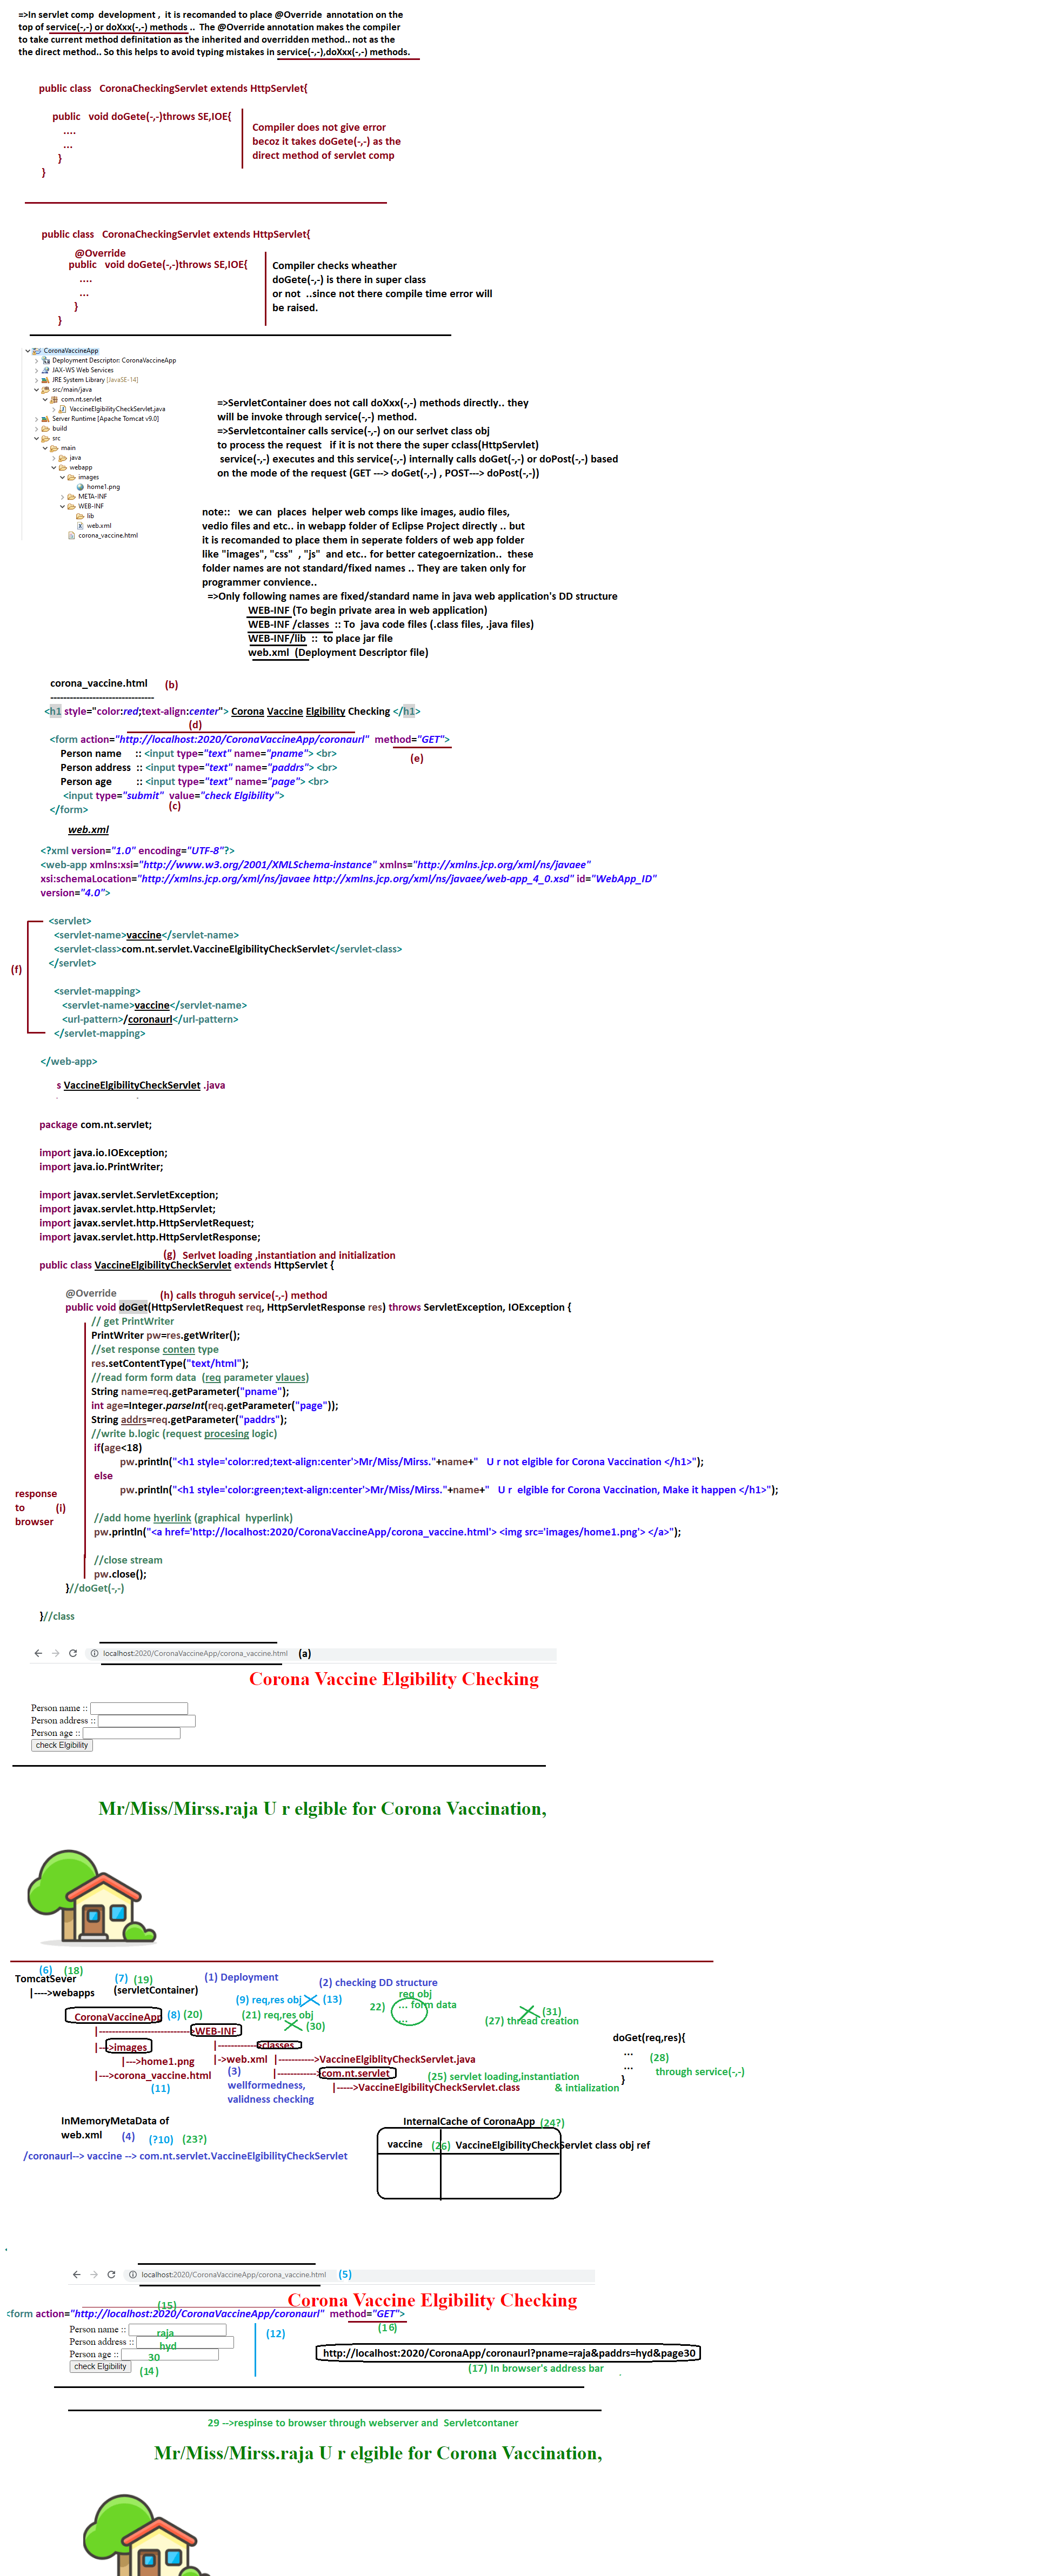 =>In servlet comp  development ,  it is recomanded to place @Override  annotation on the
top of service(-,-) or doXxx(-,-) methods ..  The @Override annotation makes the compiler
to take current method definitation as the inherited and overridden method.. not as the
the direct method.. So this helps to avoid typing mistakes in service(-,-),doXxx(-,-) methods.
public class   CoronaCheckingServlet extends HttpServlet{
public   void doGete(-,-)throws SE,IOE{
....
...
}
}
Compiler does not give error
becoz it takes doGete(-,-) as the
direct method of servlet comp
public class   CoronaCheckingServlet extends HttpServlet{
@Override
public   void doGete(-,-)throws SE,IOE{
....
...
}
}
Compiler checks wheather
doGete(-,-) is there in super class
or not  ..since not there compile time error will
be raised.
CoronaVaccineApp
Deployment Descriptor: CoronaVaccineApp
JAX-WS Web Services
JRE System Library [JavaSE-14]
src/main/java
com.nt.servlet
VaccineElgibilityCheckServlet.java
Server Runtime [Apache Tomcat v9.0]
build
src
main
java
webapp
images
home1.png
META-INF
WEB-INF
lib
web.xml
corona_vaccine.html
=>ServletContainer does not call doXxx(-,-) methods directly.. they
will be invoke through service(-,-) method.
=>Servletcontainer calls service(-,-) on our serlvet class obj
to process the request   if it is not there the super cclass(HttpServlet)
service(-,-) executes and this service(-,-) internally calls doGet(-,-) or doPost(-,-) based
on the mode of the request (GET ---> doGet(-,-) , POST---> doPost(-,-))
note::   we can  places  helper web comps like images, audio files,
vedio files and etc.. in webapp folder of Eclipse Project directly .. but
it is recomanded to place them in seperate folders of web app folder
like "images", "css"  , "js"  and etc.. for better categoernization..  these
folder names are not standard/fixed names .. They are taken only for
programmer convience..
=>Only following names are fixed/standard name in java web application's DD structure
WEB-INF (To begin private area in web application)
WEB-INF /classes  :: To  java code files (.class files, .java files)
WEB-INF/lib  ::  to place jar file
web.xml  (Deployment Descriptor file)
corona_vaccine.html (b)
--------------------------------
<h1 style="color:red;text-align:center"> Corona Vaccine Elgibility Checking </h1>
(d)
<form action="http://localhost:2020/CoronaVaccineApp/coronaurl"  method="GET">
Person name     :: <input type="text" name="pname"> <br>
(e)
Person address  :: <input type="text" name="paddrs"> <br>
Person age        :: <input type="text" name="page"> <br>
<input type="submit"  value="check Elgibility">
</form>
(c)
web.xml
<?xml version="1.0" encoding="UTF-8"?>
<web-app xmlns:xsi="http://www.w3.org/2001/XMLSchema-instance" xmlns="http://xmlns.jcp.org/xml/ns/javaee"
xsi:schemaLocation="http://xmlns.jcp.org/xml/ns/javaee http://xmlns.jcp.org/xml/ns/javaee/web-app_4_0.xsd" id="WebApp_ID"
version="4.0">
<servlet>
<servlet-name>vaccine</servlet-name>
<servlet-class>com.nt.servlet.VaccineElgibilityCheckServlet</servlet-class>
</servlet>
(f)
<servlet-mapping>
<servlet-name>vaccine</servlet-name>
<url-pattern>/coronaurl</url-pattern>
</servlet-mapping>
</web-app>
s VaccineElgibilityCheckServlet .java
package com.nt.servlet;
import java.io.IOException;
import java.io.PrintWriter;
import javax.servlet.ServletException;
import javax.servlet.http.HttpServlet;
import javax.servlet.http.HttpServletRequest;
import javax.servlet.http.HttpServletResponse;
(g)  Serlvet loading ,instantiation and initialization
public class VaccineElgibilityCheckServlet extends HttpServlet {
@Override (h) calls throguh service(-,-) method
public void doGet(HttpServletRequest req, HttpServletResponse res) throws ServletException, IOException {
// get PrintWriter
PrintWriter pw=res.getWriter();
//set response conten type
res.setContentType("text/html");
//read form form data  (req parameter vlaues)
String name=req.getParameter("pname");
int age=Integer.parseInt(req.getParameter("page"));
String addrs=req.getParameter("paddrs");
//write b.logic (request procesing logic)
if(age<18)
pw.println("<h1 style='color:red;text-align:center'>Mr/Miss/Mirss."+name+"   U r not elgible for Corona Vaccination </h1>");
else
pw.println("<h1 style='color:green;text-align:center'>Mr/Miss/Mirss."+name+"   U r  elgible for Corona Vaccination, Make it happen </h1>");
response
to (i)
browser
//add home hyerlink (graphical  hyperlink)
pw.println("<a href='http://localhost:2020/CoronaVaccineApp/corona_vaccine.html'> <img src='images/home1.png'> </a>");
//close stream
pw.close();
}//doGet(-,-)
}//class
localhost:2020/CoronaVaccineApp/corona_vaccine.html (a)
Corona Vaccine Elgibility Checking
Person name ::
Person address ::
Person age ::
check Elgibility
Mr/Miss/Mirss.raja U r elgible for Corona Vaccination,
(6) (18)
TomcatSever (7) (19) (1) Deployment
|---->webapps (servletContainer) (2) checking DD structure
req obj
(9) req,res obj (13) 22) ... form data
CoronaVaccineApp (8) (20) (21) req,res obj ... (31)
(30) (27) thread creation
|--------------------------->WEB-INF
|--->images |----------->classes
doGet(req,res){
|--->home1.png |->web.xml |----------->VaccineElgiblityCheckServlet.java
... (28)
|--->corona_vaccine.html (3) |----------->com.nt.servlet (25) servlet loading,instantiation
... through service(-,-)
}
(11) wellformedness, |----->VaccineElgibilityCheckServlet.class & intialization
validness checking
InMemoryMetaData of
web.xml (4) (?10) (23?)
/coronaurl--> vaccine --> com.nt.servlet.VaccineElgibilityCheckServlet
InternalCache of CoronaApp (24?)
vaccine (26) VaccineElgibilityCheckServlet class obj ref
localhost:2020/CoronaVaccineApp/corona_vaccine.html (5)
Corona Vaccine Elgibility Checking
(15)
<form action="http://localhost:2020/CoronaVaccineApp/coronaurl"  method="GET">
(16)
Person name :: raja
(12)
Person address :: hyd
Person age :: 30
check Elgibility (14)
http://localhost:2020/CoronaApp/coronaurl?pname=raja&paddrs=hyd&page30
(17) In browser's address bar
29 -->respinse to browser through webserver and  Servletcontaner
Mr/Miss/Mirss.raja U r elgible for Corona Vaccination,